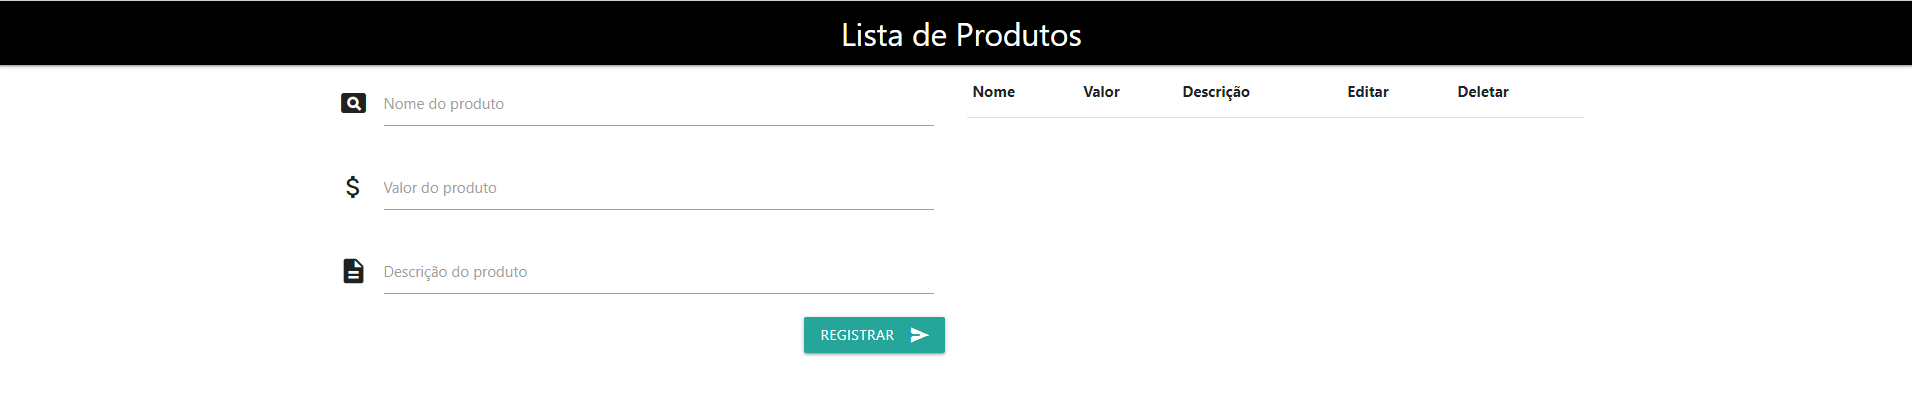 Lista de Produtos
Nome do produto
Valor do produto
Descrição do produto
REGISTRAR
Nome Valor Descrição Editar Deletar